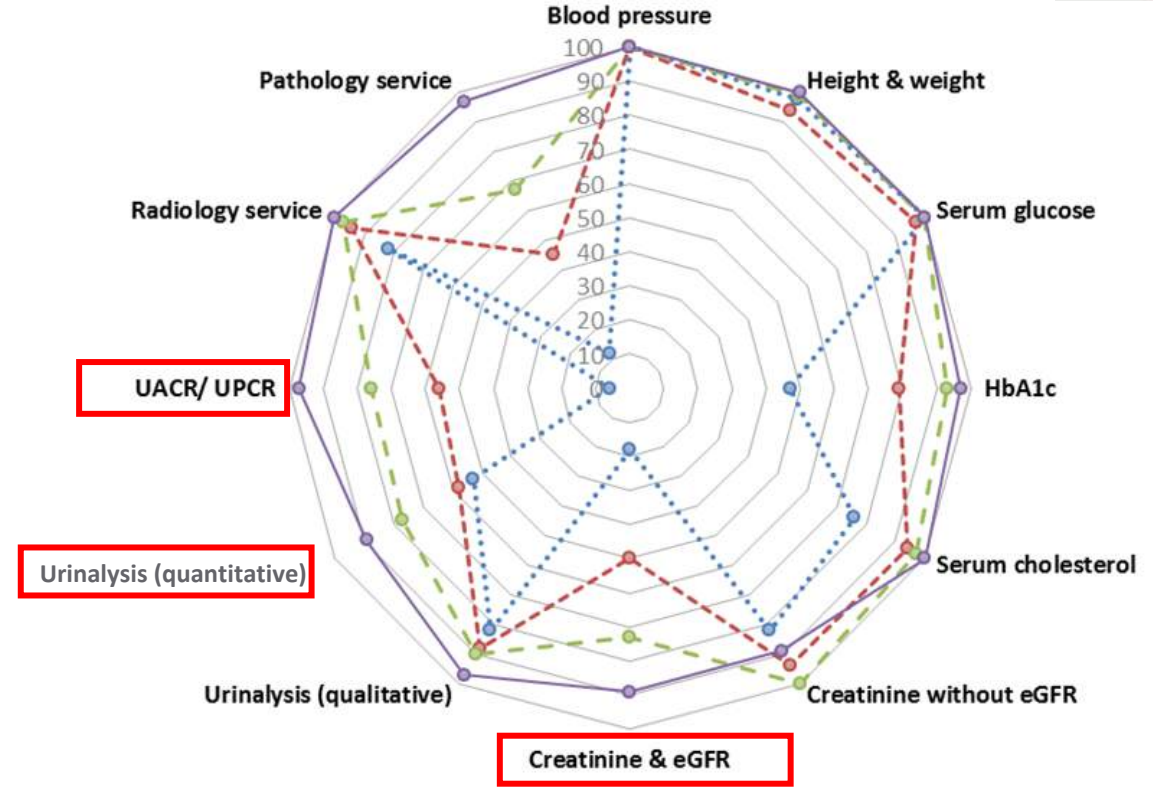 Blood pressure
100
Height & weight
Pathology service
90
80
70
Radiology service
60
Serum glucose
50
40
30
20
10
UACR/ UPCR
0
HbA1c
Urinalysis (quantitative)
Serum cholesterol
Urinalysis (qualitative)
Creatinine without eGFR
Creatinine & eGFR